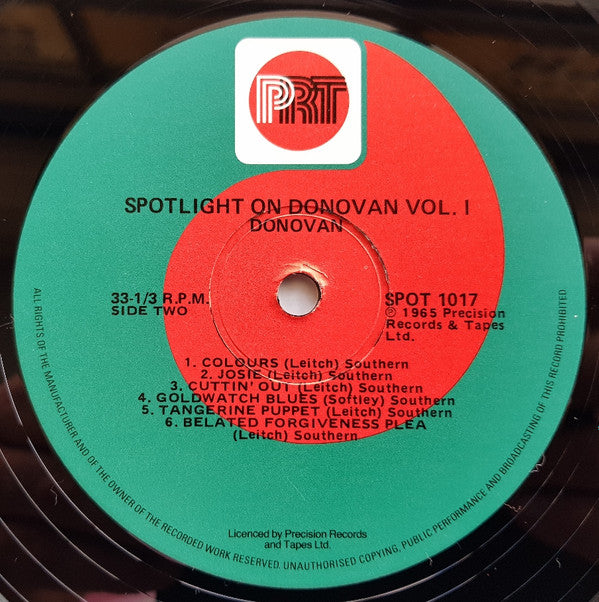 PRT
SPOTLIGHT ON DONOVAN VOL. I
DONOVAN
33-1/3 R.P.M.
SIDE TWO
SPOT 1017
℗ 1965 Precision
Records & Tapes
Ltd.
1. COLOURS (Leitch) Southern
2. JOSIE (Leitch) Southern
3. CUTTIN' OUT (Leitch) Southern
4. GOLDWATCH BLUES (Softley) Southern
5. TANGERINE PUPPET (Leitch) Southern
6. BELATED FORGIVENESS PLEA
(Leitch) Southern
Licenced by Precision Records
and Tapes Ltd.
ALL RIGHTS OF THE MANUFACTURER AND OF THE OWNER OF THE RECORDED WORK RESERVED. UNAUTHORISED COPYING, PUBLIC PERFORMANCE AND BROADCASTING OF THIS RECORD PROHIBITED